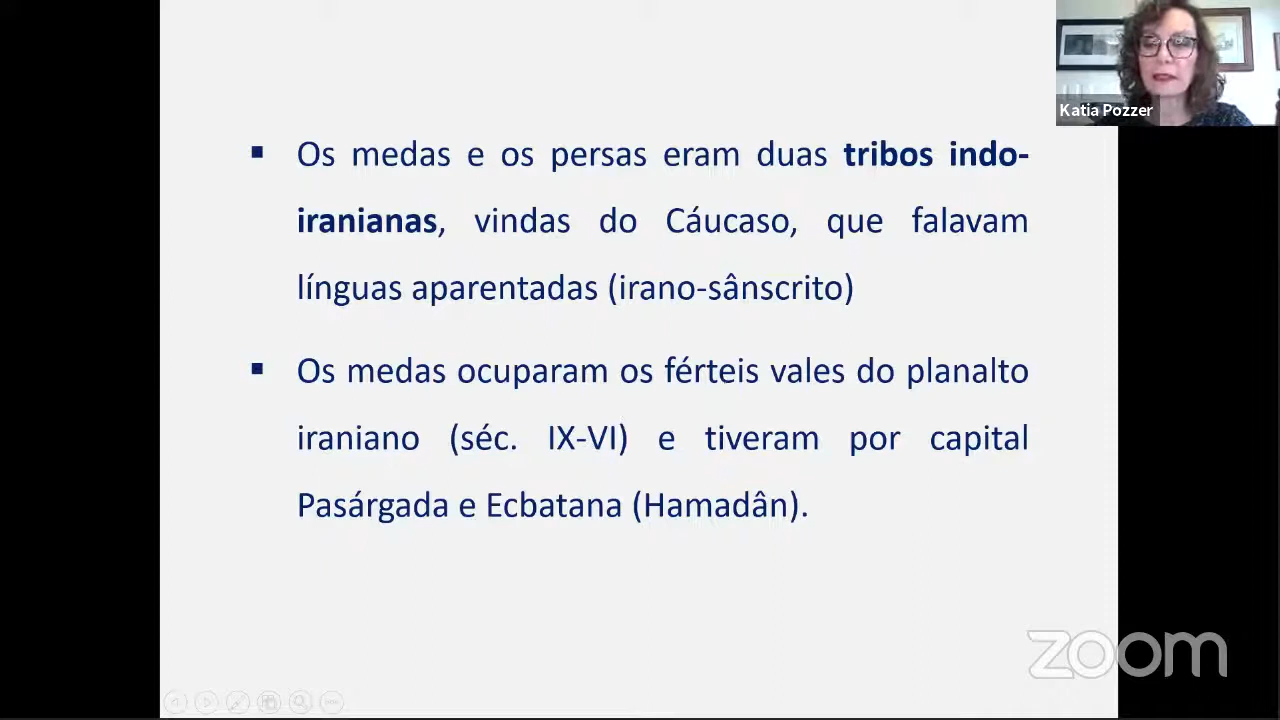 Katia Pozzer
▪ Os medas e os persas eram duas tribos indo-
iranianas, vindas do Cáucaso, que falavam
línguas aparentadas (irano-sânscrito)
▪ Os medas ocuparam os férteis vales do planalto
iraniano (séc. IX-VI) e tiveram por capital
Pasárgada e Ecbatana (Hamadân).
zoom